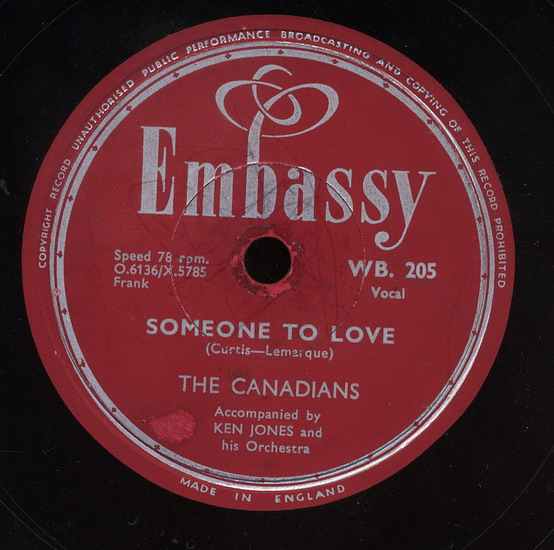 COPYRIGHT RECORD UNAUTHORISED PUBLIC PERFORMANCE BROADCASTING AND COPYING OF THIS RECORD PROHIBITED
Embassy
Speed 78 rpm.
O.6136/X.5785
Frank
WB. 205
Vocal
SOMEONE TO LOVE
(Curtis—Lemarque)
THE CANADIANS
Accompanied by
KEN JONES and
his Orchestra
MADE IN ENGLAND